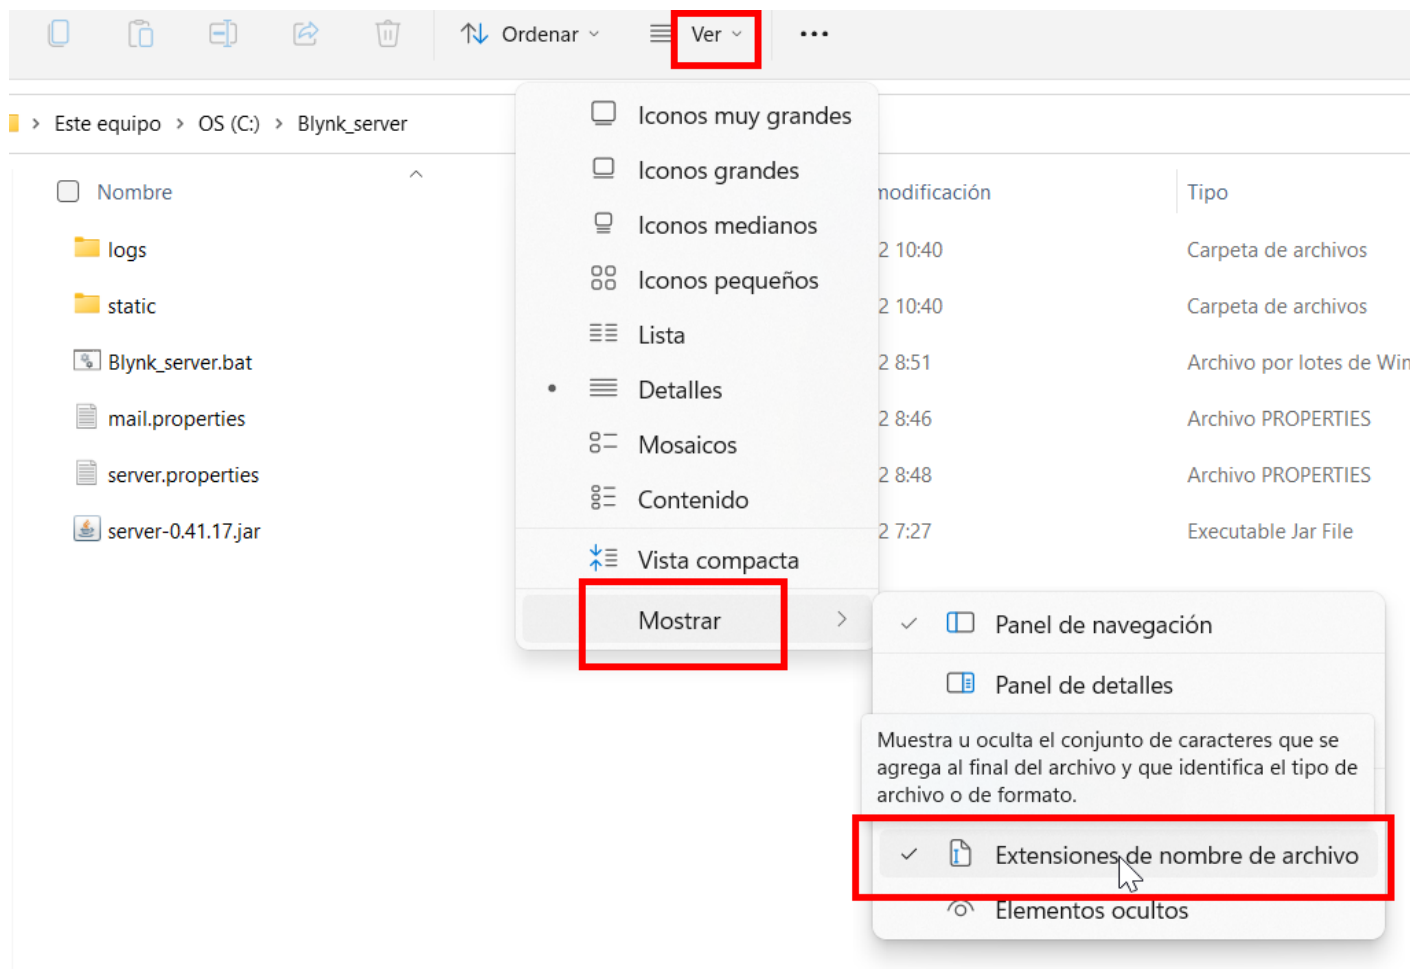 Ordenar
Ver
Este equipo > OS (C:) > Blynk_server
Nombre
modificación
Tipo
logs
2 10:40
Carpeta de archivos
static
2 10:40
Carpeta de archivos
Blynk_server.bat
2 8:51
Archivo por lotes de Win
mail.properties
2 8:46
Archivo PROPERTIES
server.properties
2 8:48
Archivo PROPERTIES
server-0.41.17.jar
2 7:27
Executable Jar File
Iconos muy grandes
Iconos grandes
Iconos medianos
Iconos pequeños
Lista
Detalles
Mosaicos
Contenido
Vista compacta
Mostrar
Panel de navegación
Panel de detalles
Muestra u oculta el conjunto de caracteres que se
agrega al final del archivo y que identifica el tipo de
archivo o de formato.
Extensiones de nombre de archivo
Elementos ocultos